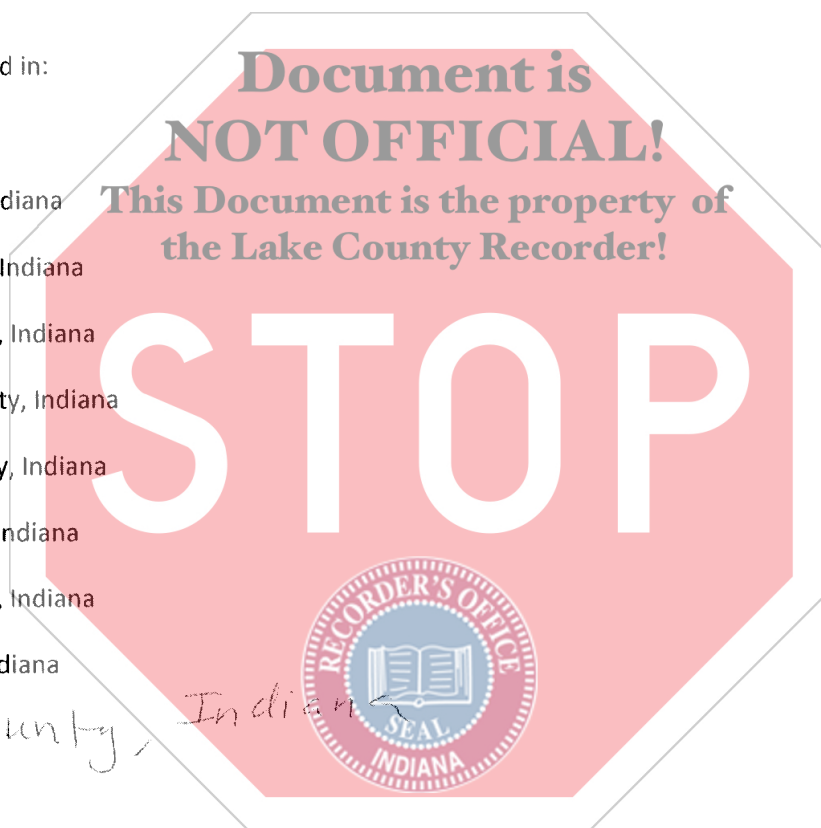 d in:
Document is
NOT OFFICIAL!
diana
This Document is the property of
Indiana
the Lake County Recorder!
, Indiana
STOP
ty, Indiana
y, Indiana
ndiana
, Indiana
diana
unty, Indiana
RECORDER'S OFFICE
SEAL
INDIANA